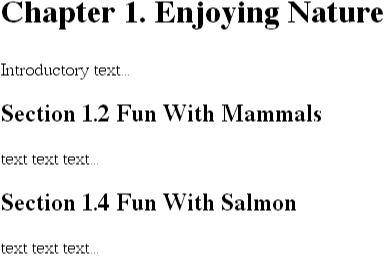 Chapter 1. Enjoying Nature
Introductory text...
Section 1.2 Fun With Mammals
text text text...
Section 1.4 Fun With Salmon
text text text...